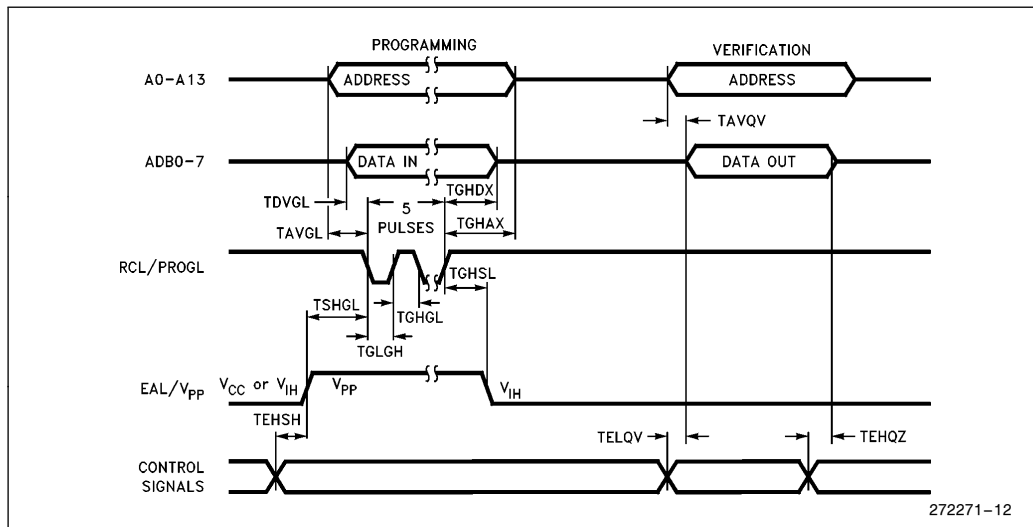 PROGRAMMING
VERIFICATION
A0-A13
ADDRESS
ADDRESS
TAVQV
ADB0-7
DATA IN
DATA OUT
TDVGL
5
PULSES
TGHDX
TAVGL
TGHAX
RCL/PROGL
TGHSL
TSHGL
TGHGL
TGLGH
EAL/VPP
VCC or VIH
VPP
VIH
TEHSH
TELQV
TEHQZ
CONTROL
SIGNALS
272271-12